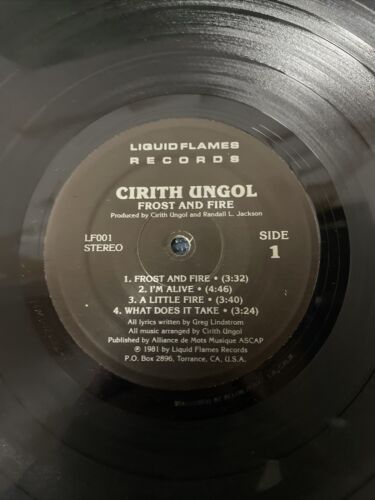 LIQUID FLAMES
RECORDS
CIRITH UNGOL
FROST AND FIRE
Produced by Cirith Ungol and Randall L. Jackson
LF001
STEREO
SIDE
1
1. FROST AND FIRE • (3:32)
2. I'M ALIVE • (4:46)
3. A LITTLE FIRE • (3:40)
4. WHAT DOES IT TAKE • (3:24)
All lyrics written by Greg Lindstrom
All music arranged by Cirith Ungol
Published by Alliance de Mots Musique ASCAP
℗ 1981 by Liquid Flames Records
P.O. Box 2896, Torrance, CA, U.S.A.